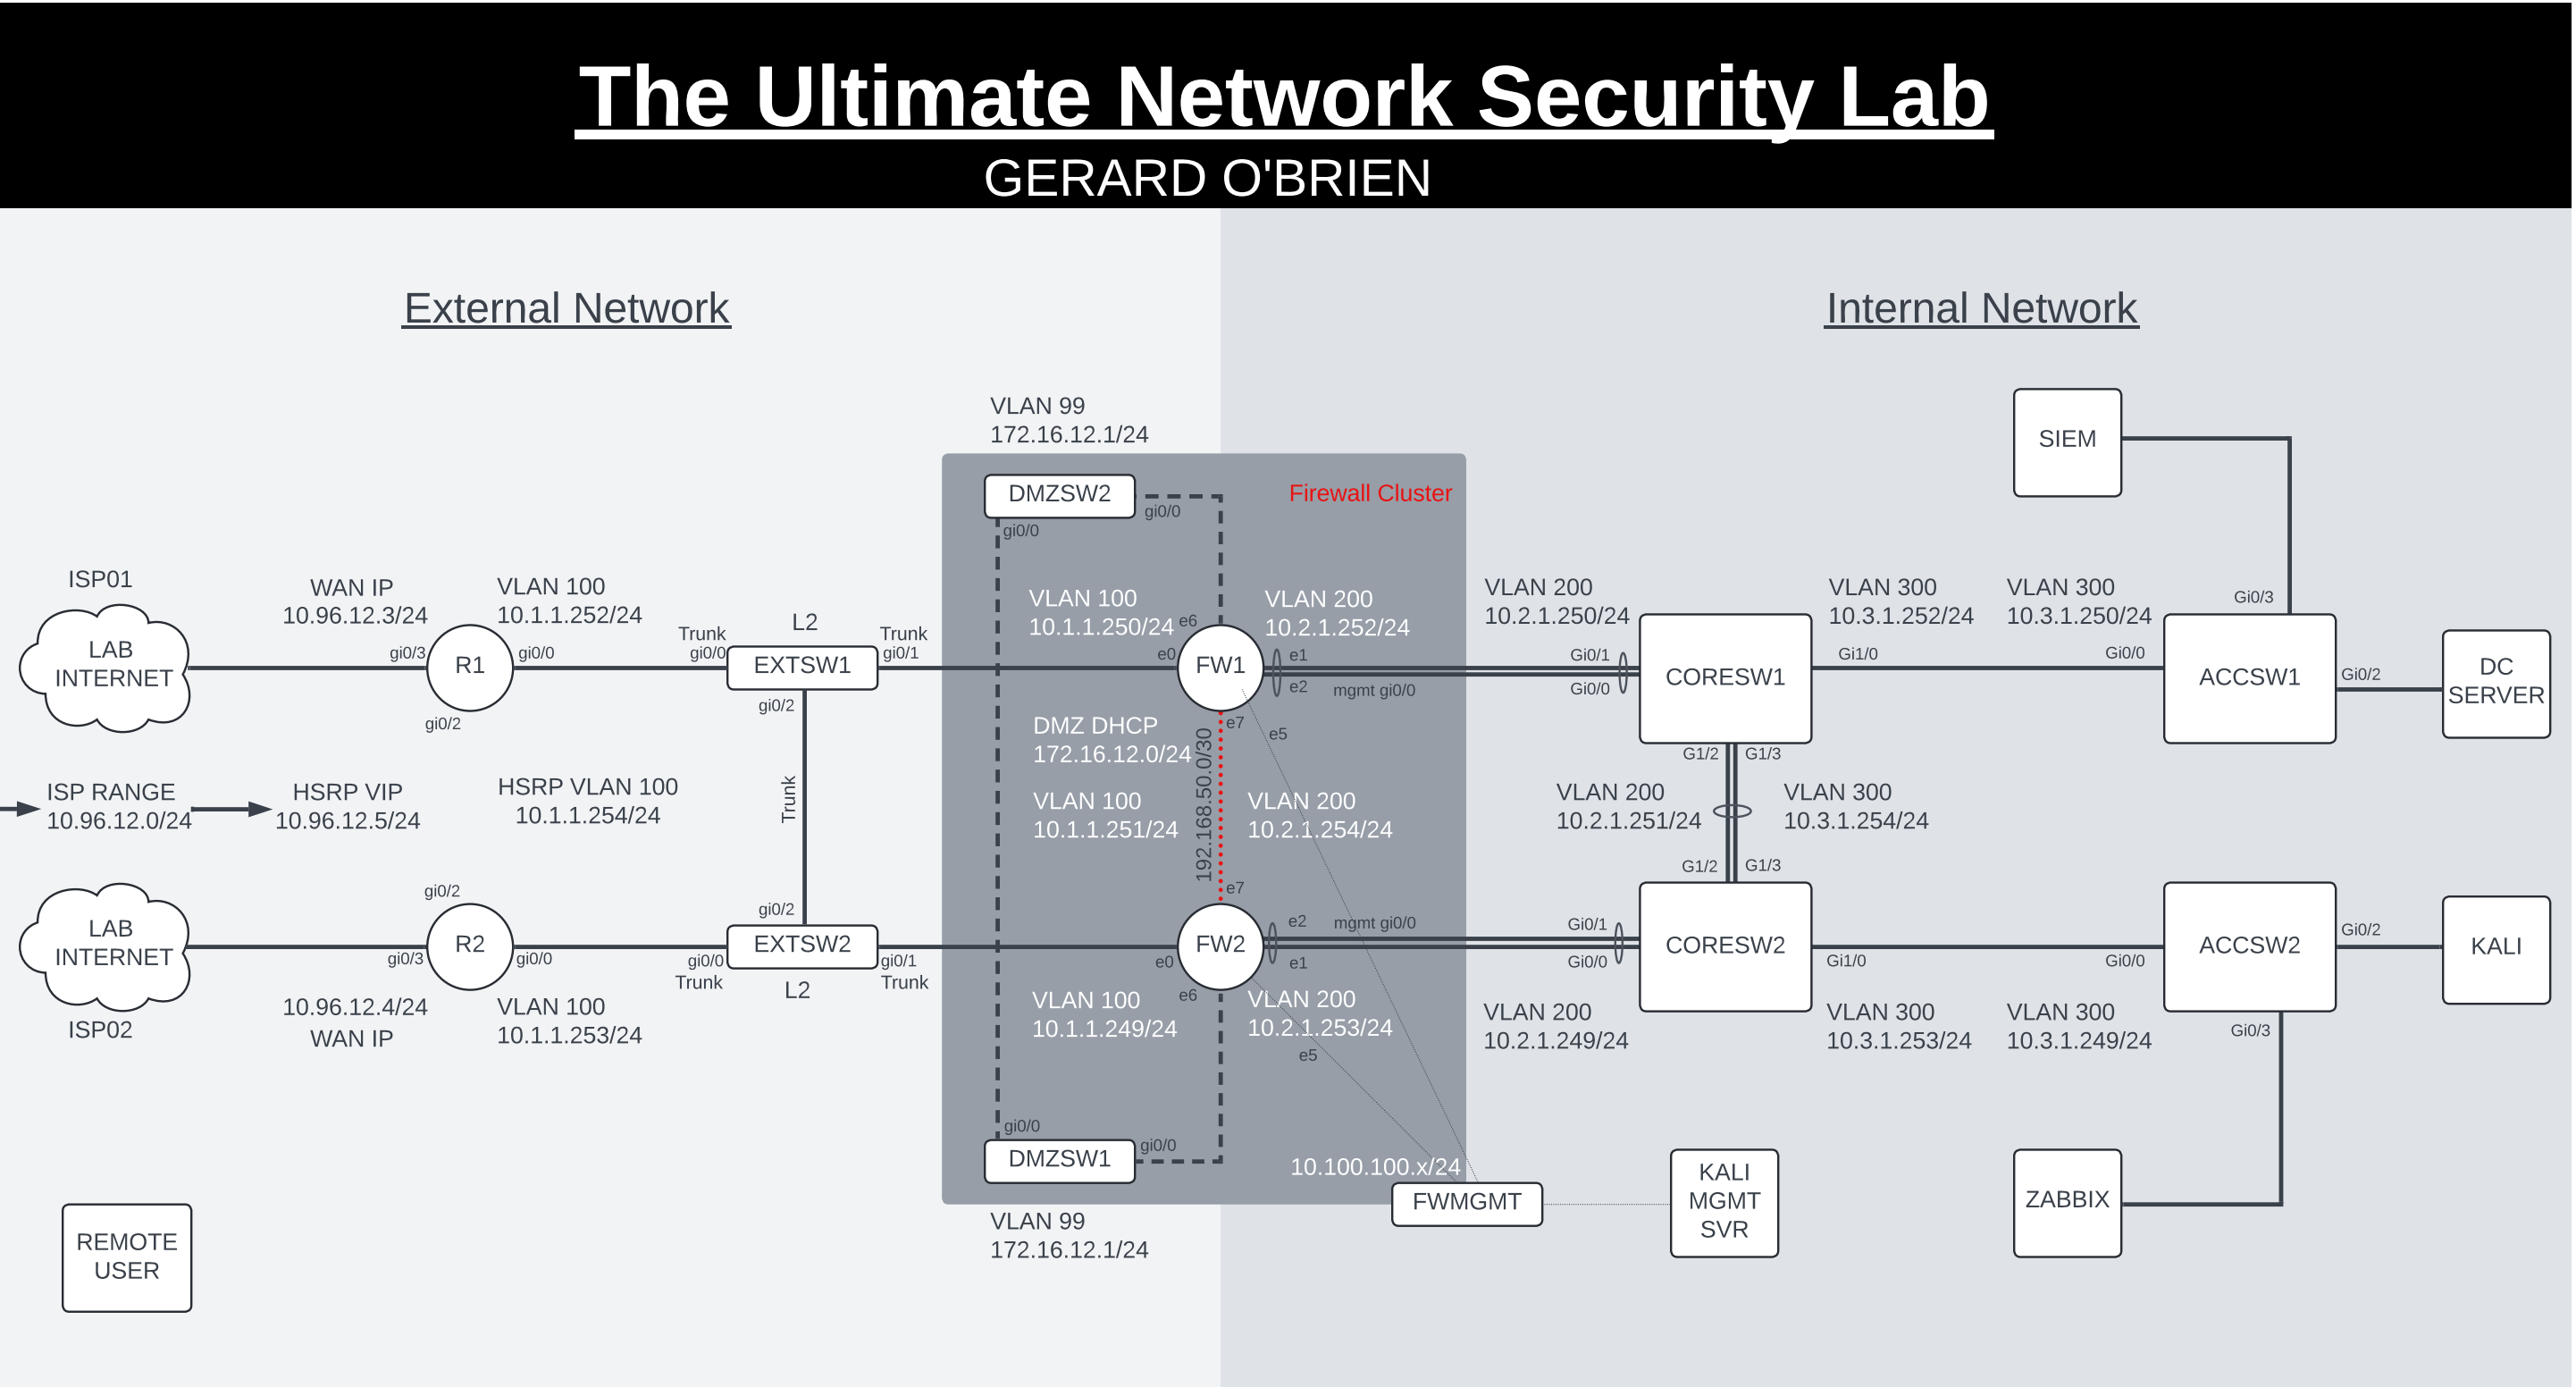 The Ultimate Network Security Lab
GERARD O'BRIEN
External Network
Internal Network
VLAN 99
172.16.12.1/24
SIEM
DMZSW2
gi0/0
gi0/0
Firewall Cluster
ISP01
LAB
INTERNET
WAN IP
10.96.12.3/24
gi0/3
R1
gi0/0
gi0/2
VLAN 100
10.1.1.252/24
Trunk
gi0/0
L2
EXTSW1
Trunk
gi0/1
gi0/2
VLAN 100
10.1.1.250/24
e6
e0
FW1
VLAN 200
10.2.1.252/24
e1
e2
mgmt gi0/0
e7
e5
VLAN 200
10.2.1.250/24
Gi0/1
Gi0/0
CORESW1
VLAN 300
10.3.1.252/24
Gi1/0
VLAN 300
10.3.1.250/24
Gi0/0
Gi0/3
ACCSW1
Gi0/2
DC
SERVER
G1/2
G1/3
ISP RANGE
10.96.12.0/24
HSRP VIP
10.96.12.5/24
HSRP VLAN 100
10.1.1.254/24
Trunk
DMZ DHCP
172.16.12.0/24
VLAN 100
10.1.1.251/24
192.168.50.0/30
VLAN 200
10.2.1.254/24
VLAN 200
10.2.1.251/24
VLAN 300
10.3.1.254/24
G1/2
G1/3
LAB
INTERNET
ISP02
gi0/2
R2
gi0/3
gi0/0
10.96.12.4/24
WAN IP
VLAN 100
10.1.1.253/24
gi0/2
EXTSW2
gi0/0
Trunk
L2
gi0/1
Trunk
e7
e0
FW2
e6
e2
mgmt gi0/0
e1
VLAN 100
10.1.1.249/24
VLAN 200
10.2.1.253/24
e5
Gi0/1
Gi0/0
VLAN 200
10.2.1.249/24
CORESW2
Gi1/0
VLAN 300
10.3.1.253/24
Gi0/0
VLAN 300
10.3.1.249/24
ACCSW2
Gi0/2
KALI
Gi0/3
gi0/0
DMZSW1
gi0/0
VLAN 99
172.16.12.1/24
10.100.100.x/24
FWMGMT
KALI
MGMT
SVR
ZABBIX
REMOTE
USER